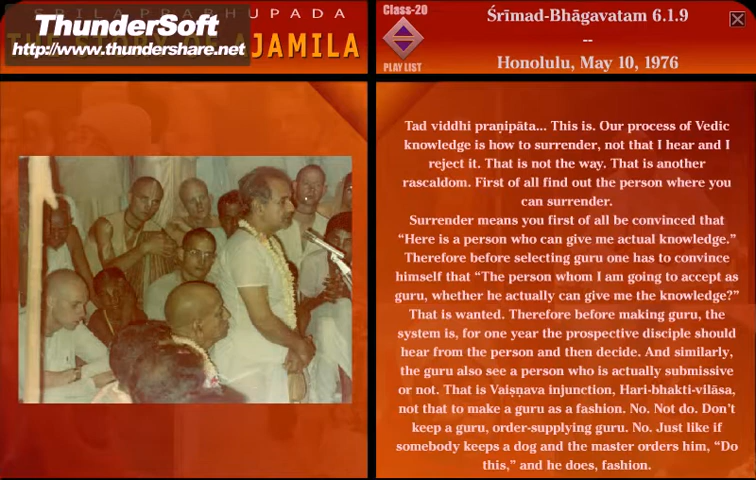 SRILA PRABHUPADA
ThunderSoft
http://www.thundershare.net
THE STORY OF AJAMILA
Class-20
PLAY LIST
Śrīmad-Bhāgavatam 6.1.9
--
Honolulu, May 10, 1976
Tad viddhi praṇipāta... This is. Our process of Vedic
knowledge is how to surrender, not that I hear and I
reject it. That is not the way. That is another
rascaldom. First of all find out the person where you
can surrender.
Surrender means you first of all be convinced that
“Here is a person who can give me actual knowledge.”
Therefore before selecting guru one has to convince
himself that “The person whom I am going to accept as
guru, whether he actually can give me the knowledge?”
That is wanted. Therefore before making guru, the
system is, for one year the prospective disciple should
hear from the person and then decide. And similarly,
the guru also see a person who is actually submissive
or not. That is Vaiṣṇava injunction, Hari-bhakti-vilāsa,
not that to make a guru as a fashion. No. Not do. Don’t
keep a guru, order-supplying guru. No. Just like if
somebody keeps a dog and the master orders him, “Do
this,” and he does, fashion.